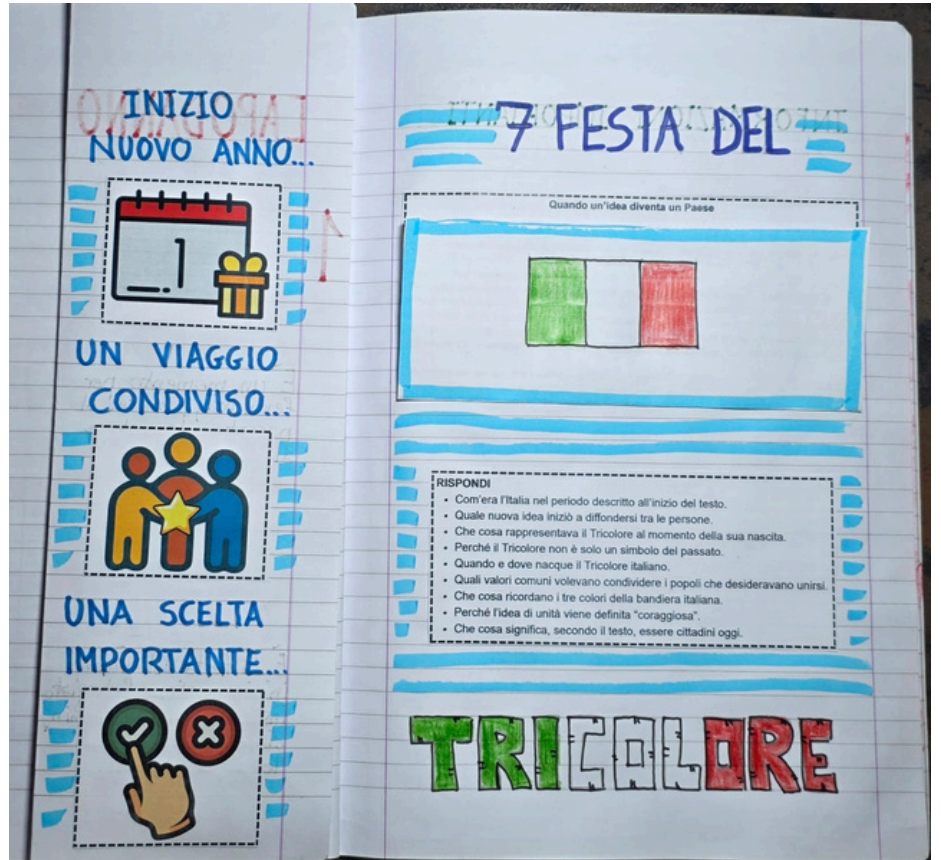 INIZIO
NUOVO ANNO...
1
UN VIAGGIO
CONDIVISO...
UNA SCELTA
IMPORTANTE...
7 FESTA DEL
Quando un'idea diventa un Paese
RISPONDI
• Com'era l'Italia nel periodo descritto all'inizio del testo.
• Quale nuova idea iniziò a diffondersi tra le persone.
• Che cosa rappresentava il Tricolore al momento della sua nascita.
• Perché il Tricolore non è solo un simbolo del passato.
• Quando e dove nacque il Tricolore italiano.
• Quali valori comuni volevano condividere i popoli che desideravano unirsi.
• Che cosa ricordano i tre colori della bandiera italiana.
• Perché l'idea di unità viene definita "coraggiosa".
• Che cosa significa, secondo il testo, essere cittadini oggi.
TRICOLORE